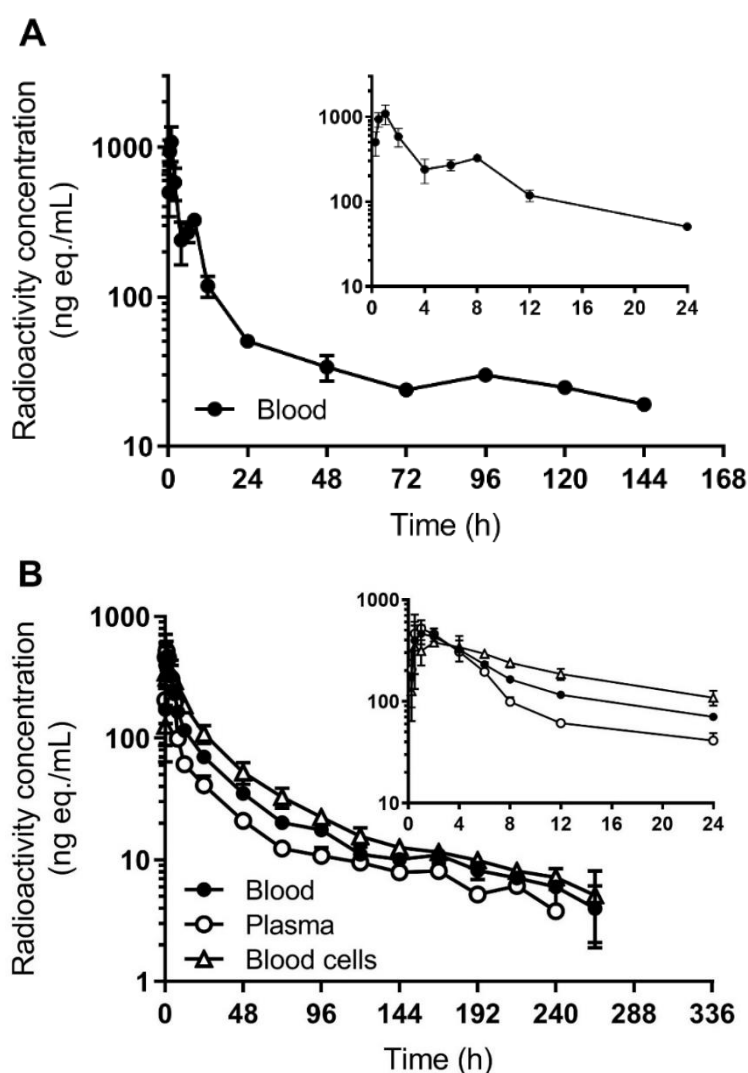 A
Radioactivity concentration
(ng eq./mL)
1000
100
10
0 24 48 72 96 120 144 168
Time (h)
Blood
1000
100
10
0 4 8 12 16 20 24
B
Radioactivity concentration
(ng eq./mL)
1000
100
10
1
0 48 96 144 192 240 288 336
Time (h)
Blood
Plasma
Blood cells
1000
100
10
0 4 8 12 16 20 24